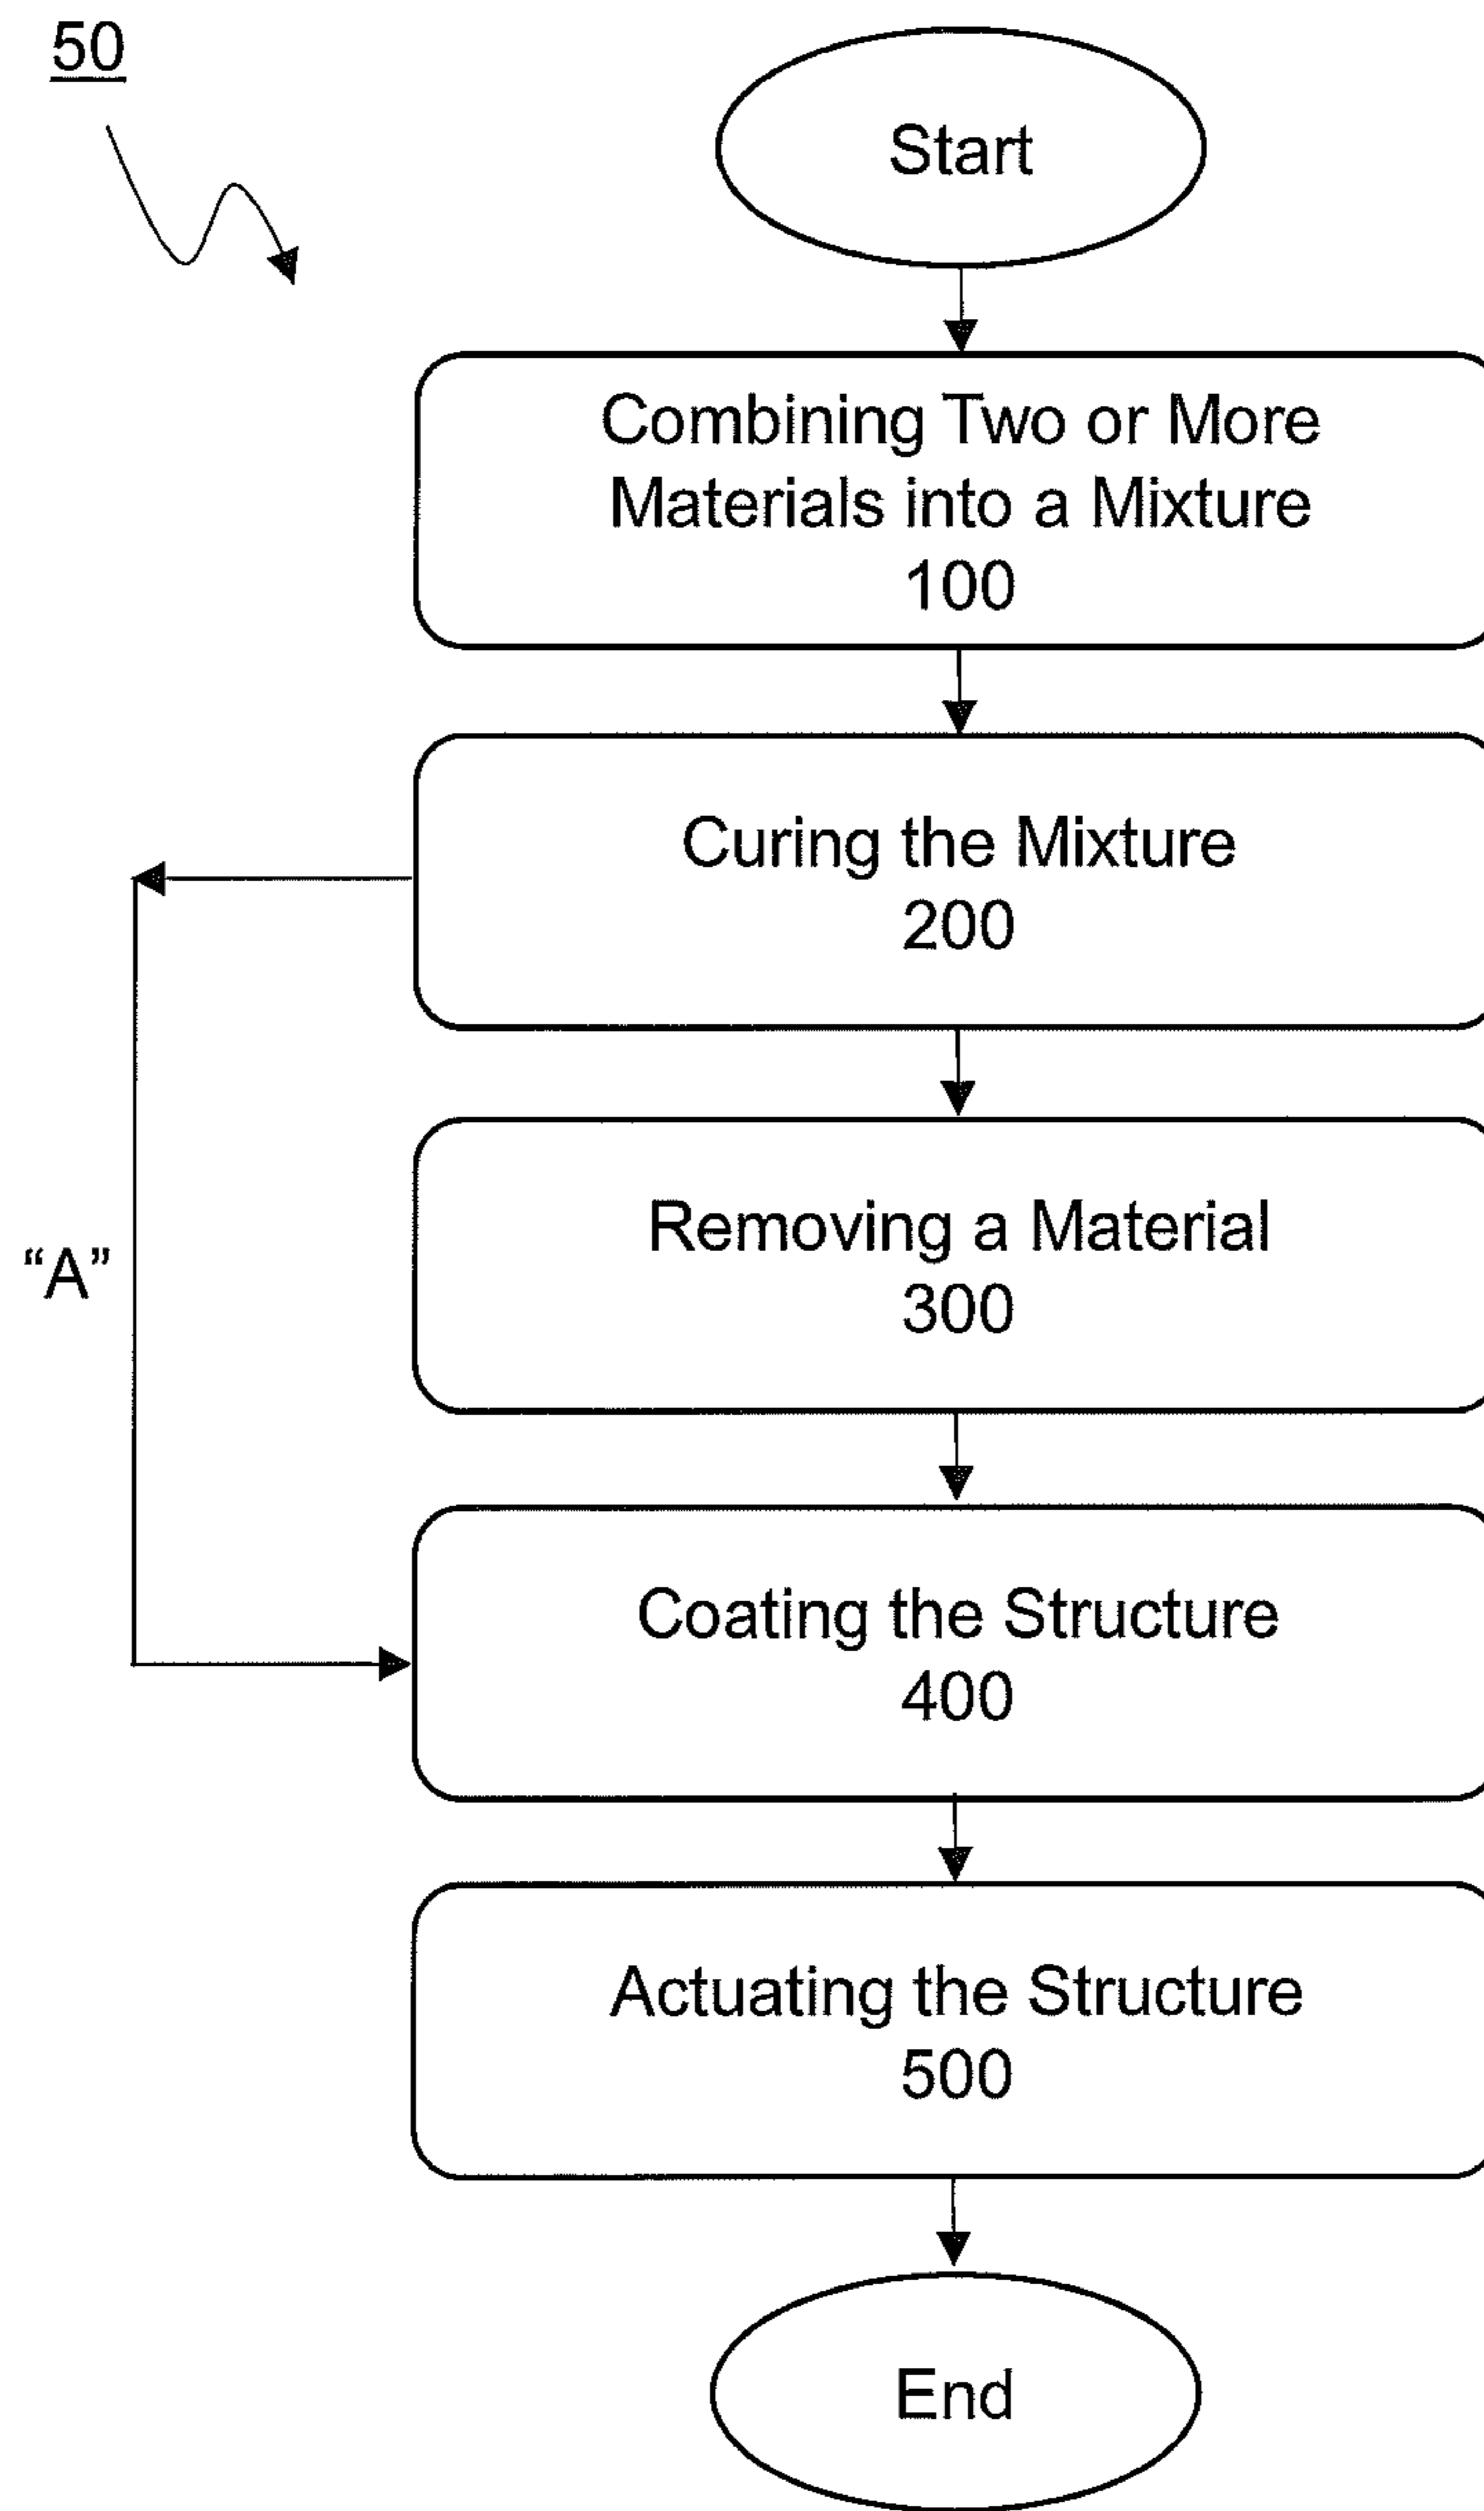 50
Start
Combining Two or More
Materials into a Mixture
100
Curing the Mixture
200
Removing a Material
300
“A”
Coating the Structure
400
Actuating the Structure
500
End